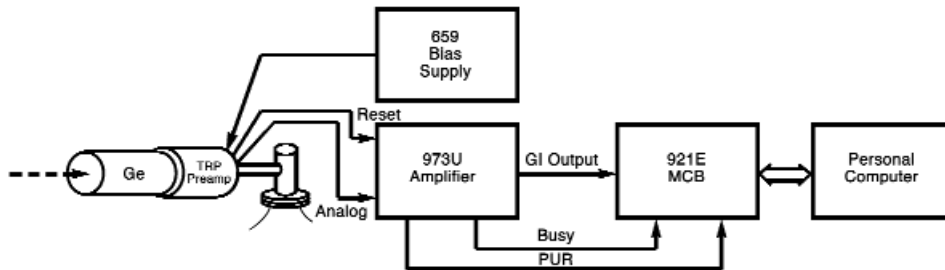 659
Bias
Supply
Reset
TRP
Preamp
Ge
973U
Amplifier
GI Output
921E
MCB
Personal
Computer
Analog
Busy
PUR